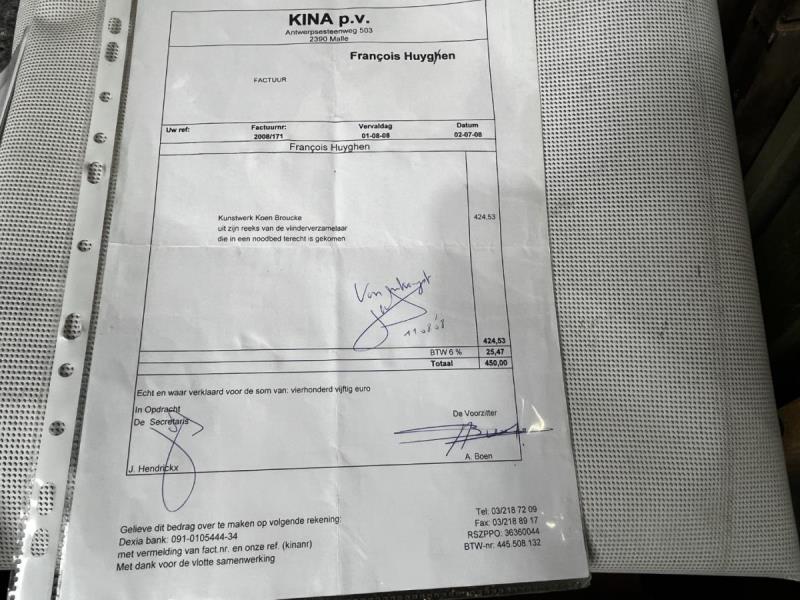 KINA p.v.
Antwerpsesteenweg 503
2390 Malle
François Huyghen
FACTUUR
Uw ref: Factuurnr: Vervaldag Datum
2008/171 01-08-08 02-07-08
François Huyghen
Kunstwerk Koen Broucke 424,53
uit zijn reeks van de vlinderverzamelaar
die in een noodbed terecht is gekomen
11.08.08
424,53
BTW 6 % 25,47
Totaal 450,00
Echt en waar verklaard voor de som van: vierhonderd vijftig euro
In Opdracht
De Secretaris De Voorzitter
J. Hendrickx A. Boen
Gelieve dit bedrag over te maken op volgende rekening:
Dexia bank: 091-0105444-34
met vermelding van fact.nr. en onze ref. (kinanr)
Met dank voor de vlotte samenwerking
Tel: 03/218 72 09
Fax: 03/218 89 17
RSZPPO: 36360044
BTW-nr: 445.508.132